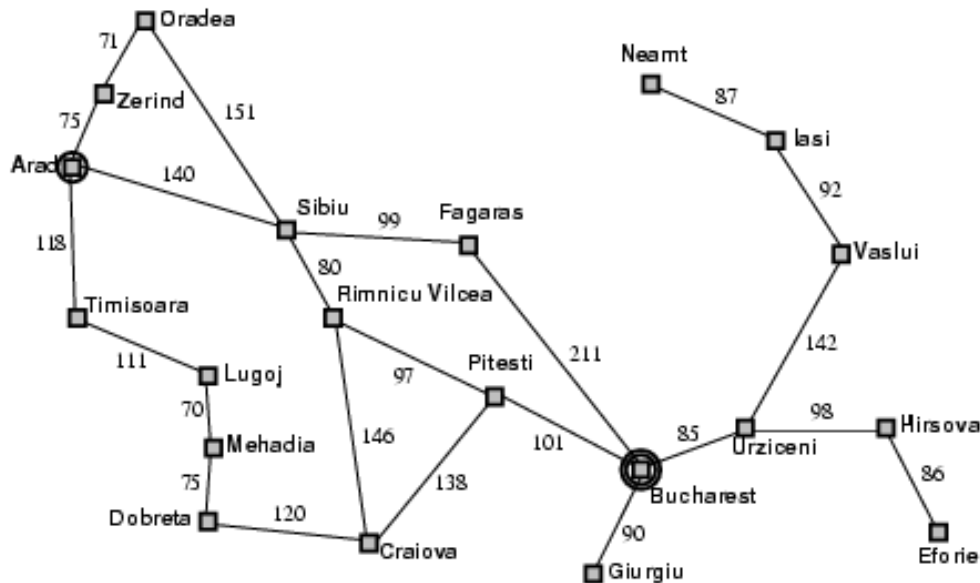 Oradea
71
Neamt
87
Zerind
75
151
Iasi
Arad
140
92
Sibiu
99
Fagaras
118
80
Vaslui
Timisoara
Rimnicu Vilcea
111
211
142
Lugoj
97
Pitesti
70
98
Hirsova
Mehadia
146
101
85
Urziceni
75
138
86
Bucharest
Dobreta
120
90
Craiova
Eforie
Giurgiu